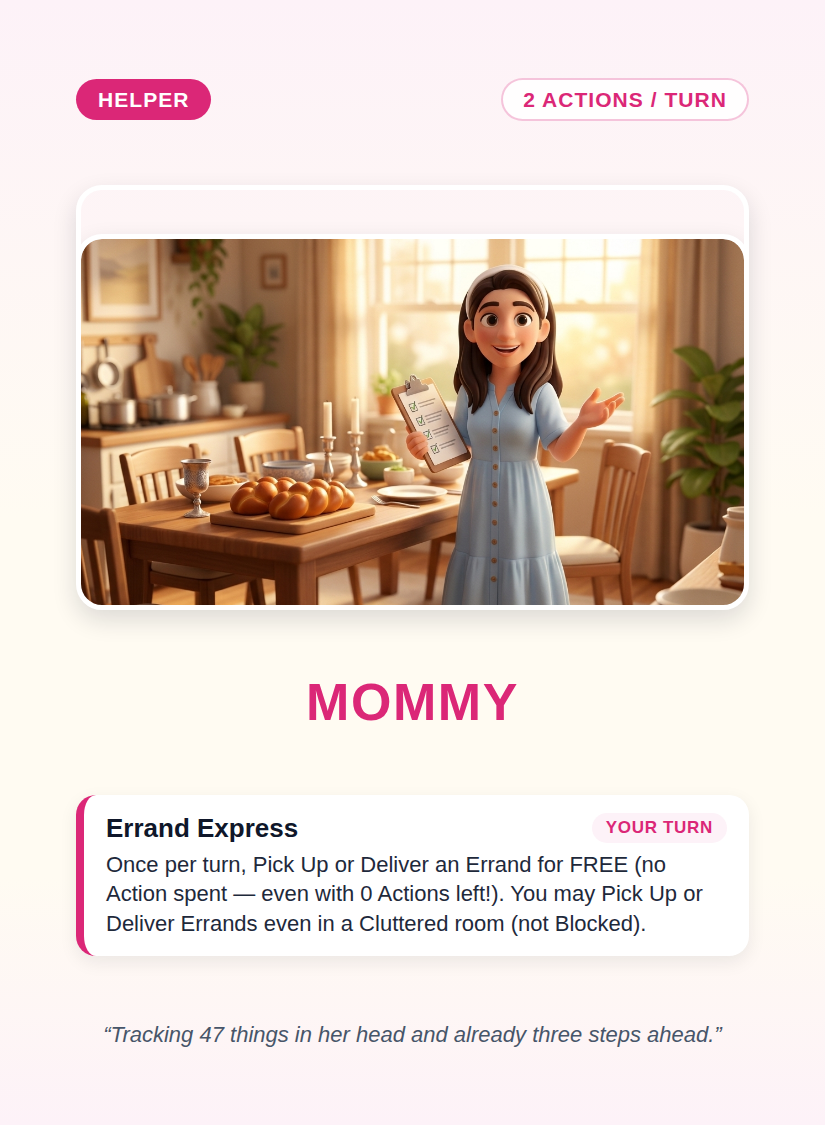 HELPER
2 ACTIONS / TURN
MOMMY
Errand Express
YOUR TURN
Once per turn, Pick Up or Deliver an Errand for FREE (no
Action spent — even with 0 Actions left!). You may Pick Up or
Deliver Errands even in a Cluttered room (not Blocked).
“Tracking 47 things in her head and already three steps ahead.”